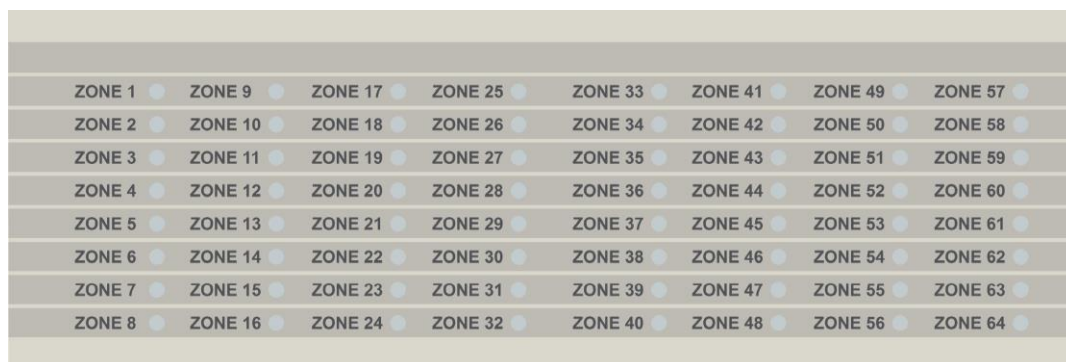 ZONE 1 ZONE 9 ZONE 17 ZONE 25 ZONE 33 ZONE 41 ZONE 49 ZONE 57
ZONE 2 ZONE 10 ZONE 18 ZONE 26 ZONE 34 ZONE 42 ZONE 50 ZONE 58
ZONE 3 ZONE 11 ZONE 19 ZONE 27 ZONE 35 ZONE 43 ZONE 51 ZONE 59
ZONE 4 ZONE 12 ZONE 20 ZONE 28 ZONE 36 ZONE 44 ZONE 52 ZONE 60
ZONE 5 ZONE 13 ZONE 21 ZONE 29 ZONE 37 ZONE 45 ZONE 53 ZONE 61
ZONE 6 ZONE 14 ZONE 22 ZONE 30 ZONE 38 ZONE 46 ZONE 54 ZONE 62
ZONE 7 ZONE 15 ZONE 23 ZONE 31 ZONE 39 ZONE 47 ZONE 55 ZONE 63
ZONE 8 ZONE 16 ZONE 24 ZONE 32 ZONE 40 ZONE 48 ZONE 56 ZONE 64